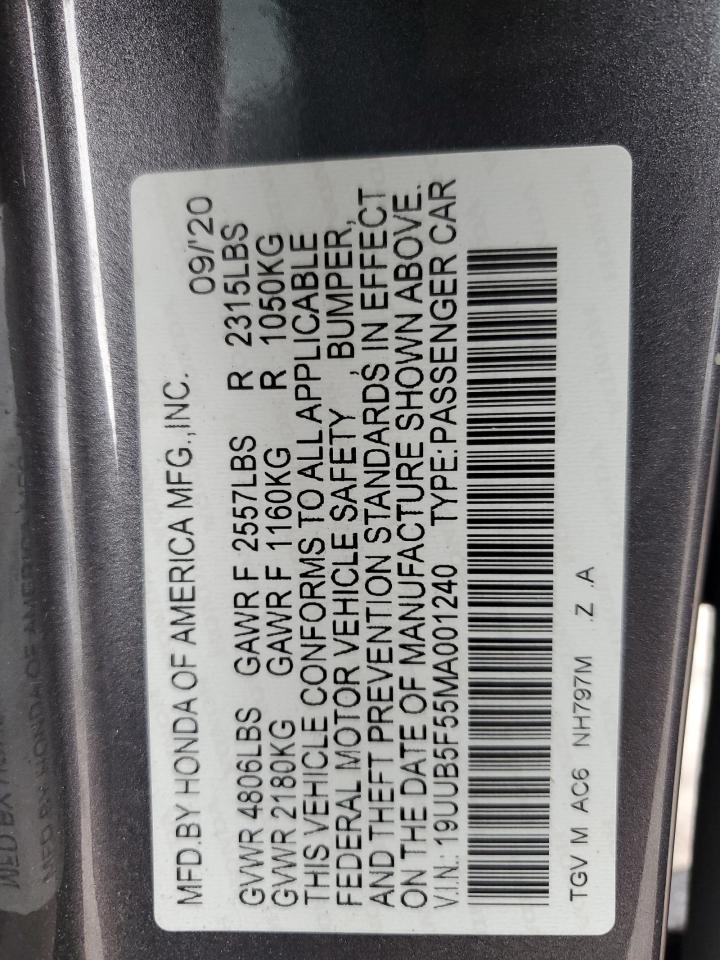 MFD.BY HONDA OF AMERICA MFG.,INC. 09/'20
GVWR 4806LBS GAWR F 2557LBS R 2315LBS
GVWR 2180KG GAWR F 1160KG R 1050KG
THIS VEHICLE CONFORMS TO ALL APPLICABLE
FEDERAL MOTOR VEHICLE SAFETY , BUMPER,
AND THEFT PREVENTION STANDARDS IN EFFECT
ON THE DATE OF MANUFACTURE SHOWN ABOVE.
V.I.N.: 19UUB5F55MA001240 TYPE:PASSENGER CAR
TGV M AC6 NH797M .Z .A